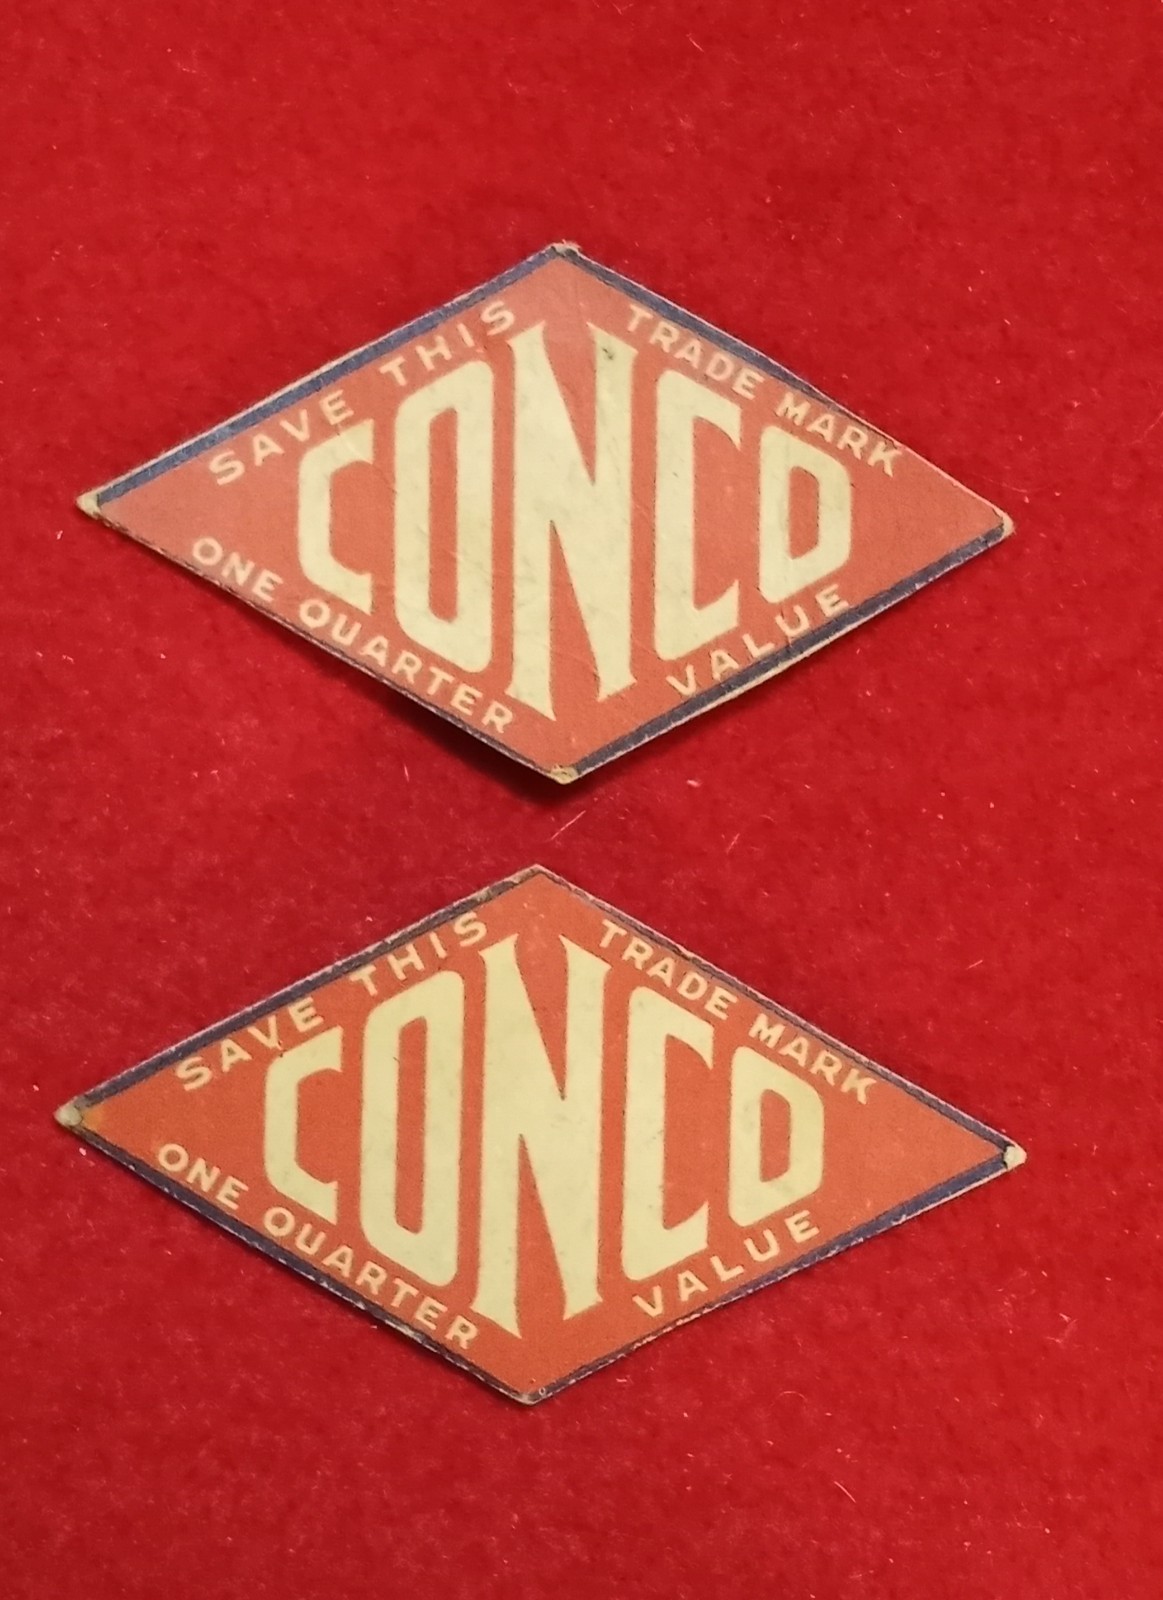 SAVE THIS TRADE MARK
CONCO
ONE QUARTER VALUE
SAVE THIS TRADE MARK
CONCO
ONE QUARTER VALUE